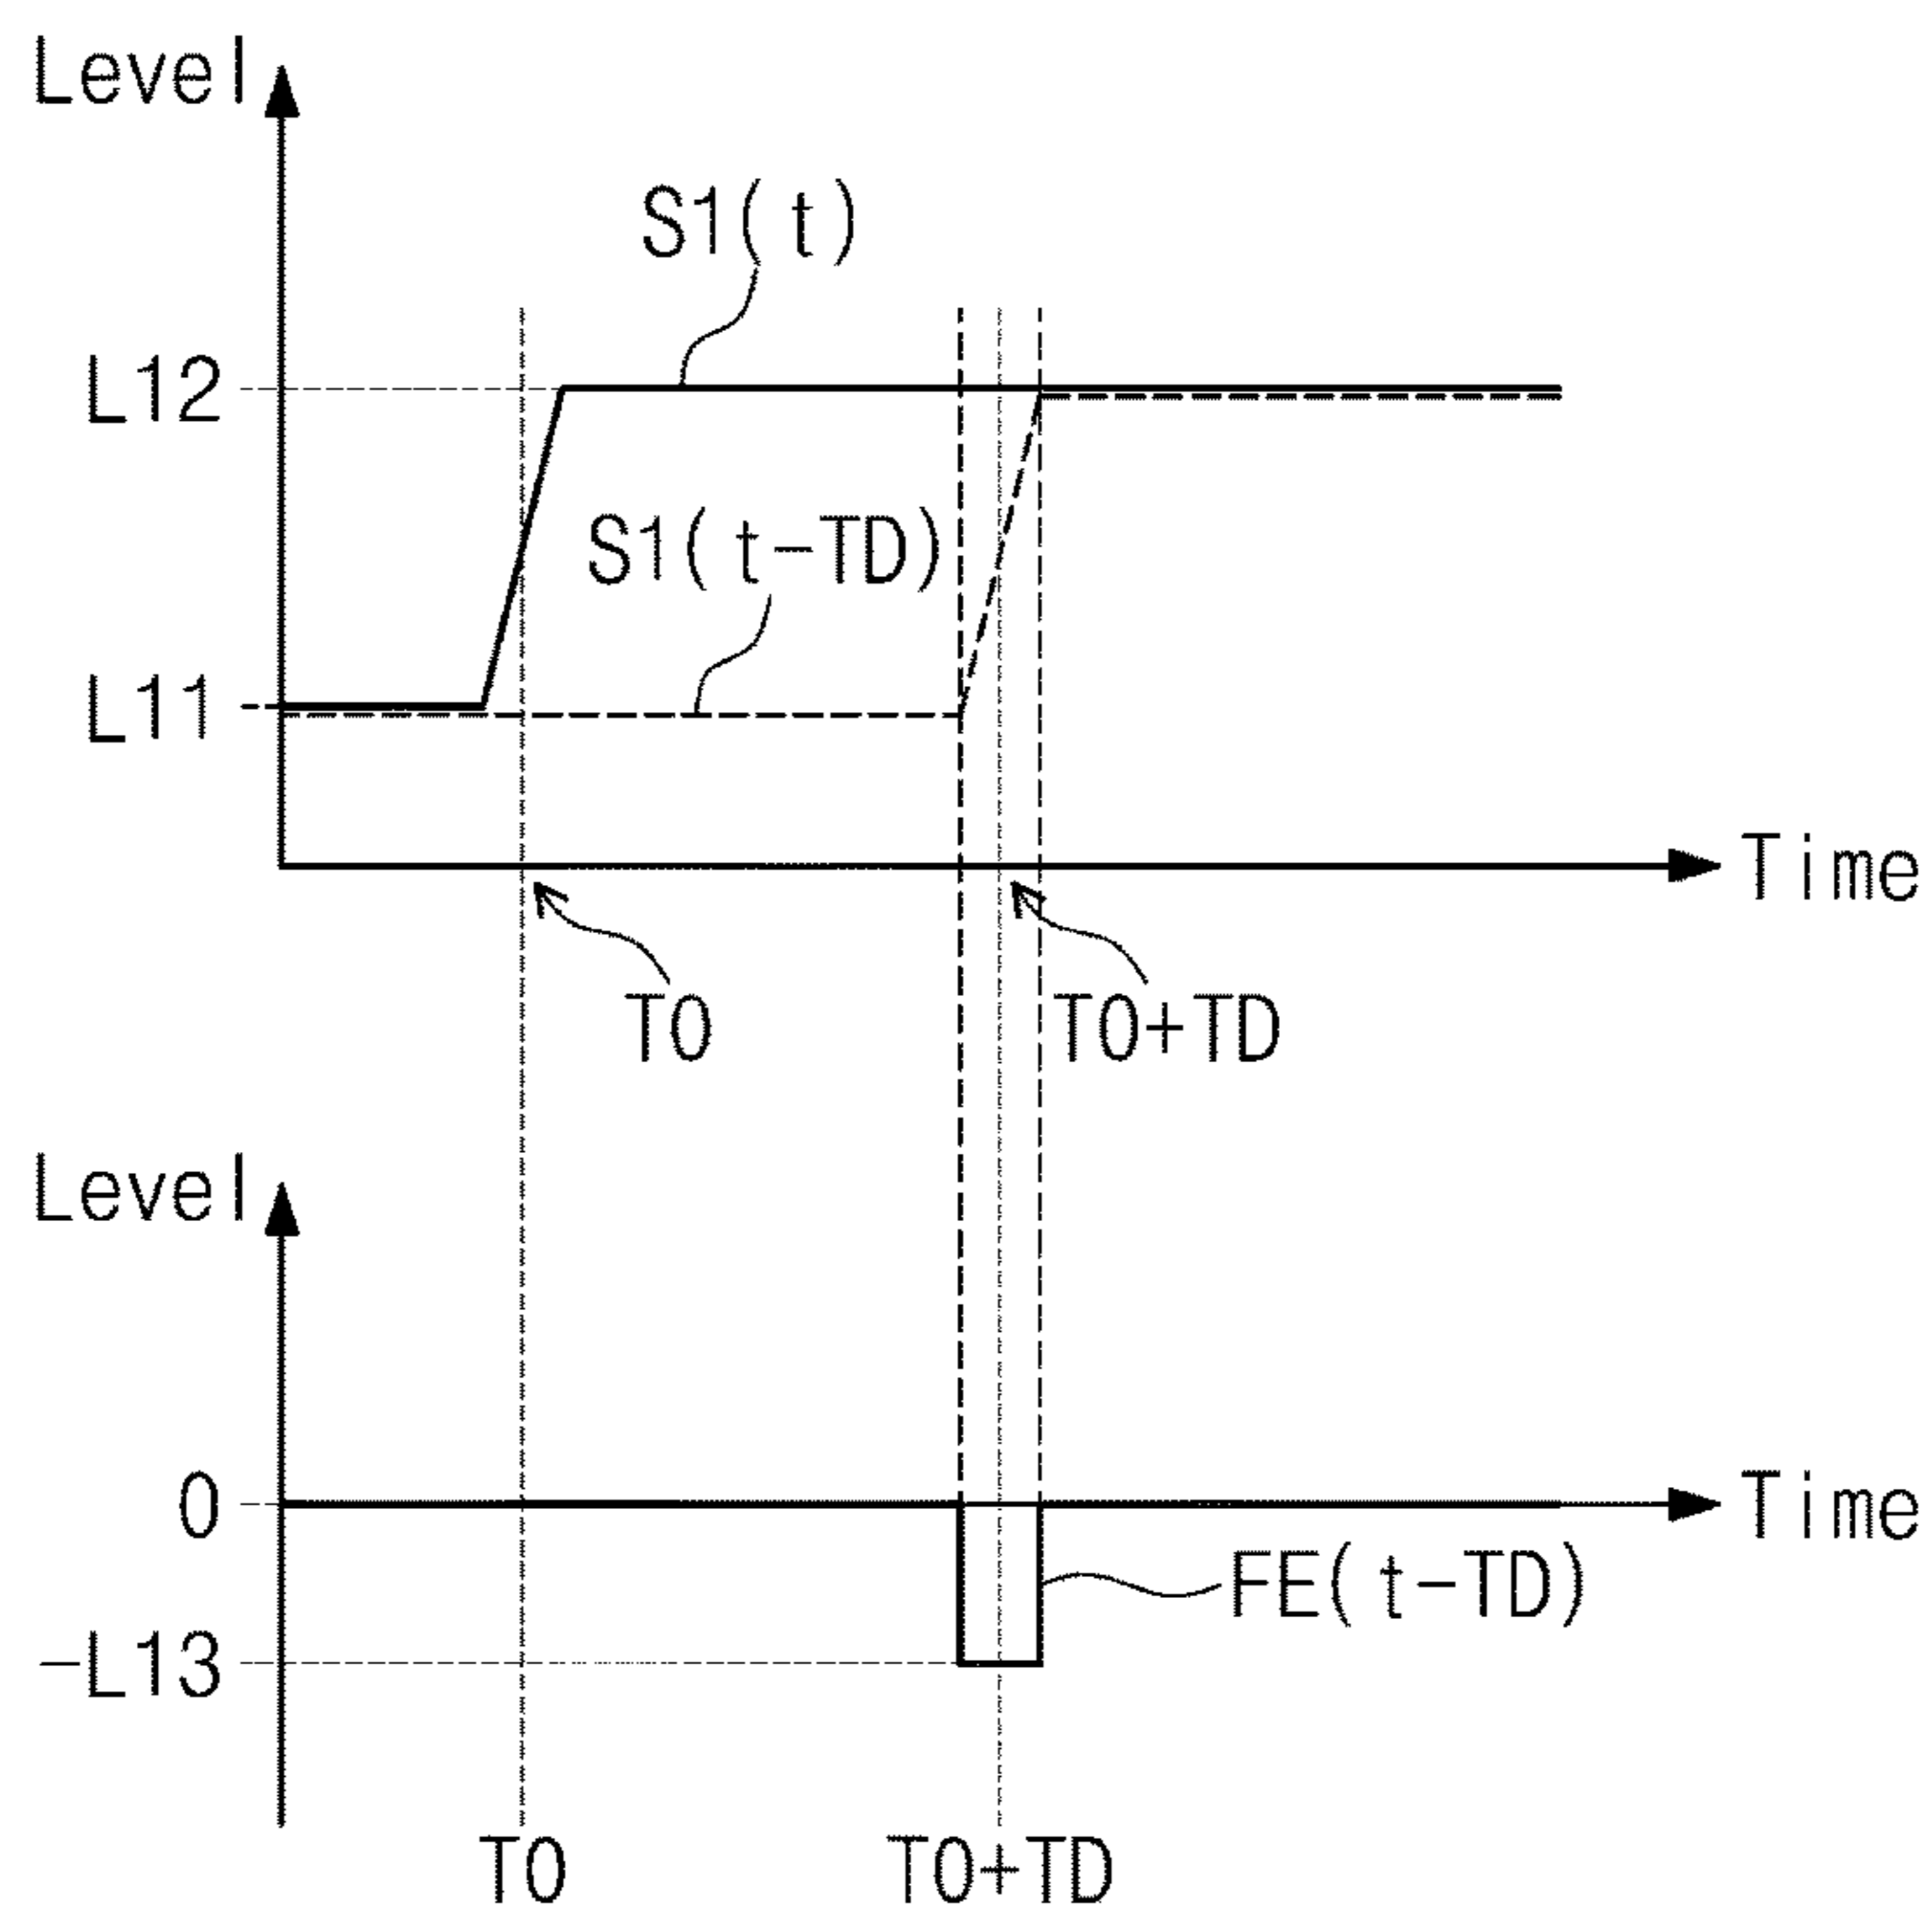 Level
S1(t)
L12
S1(t-TD)
L11
Time
T0
T0+TD
Level
0
Time
FE(t-TD)
-L13
T0
T0+TD